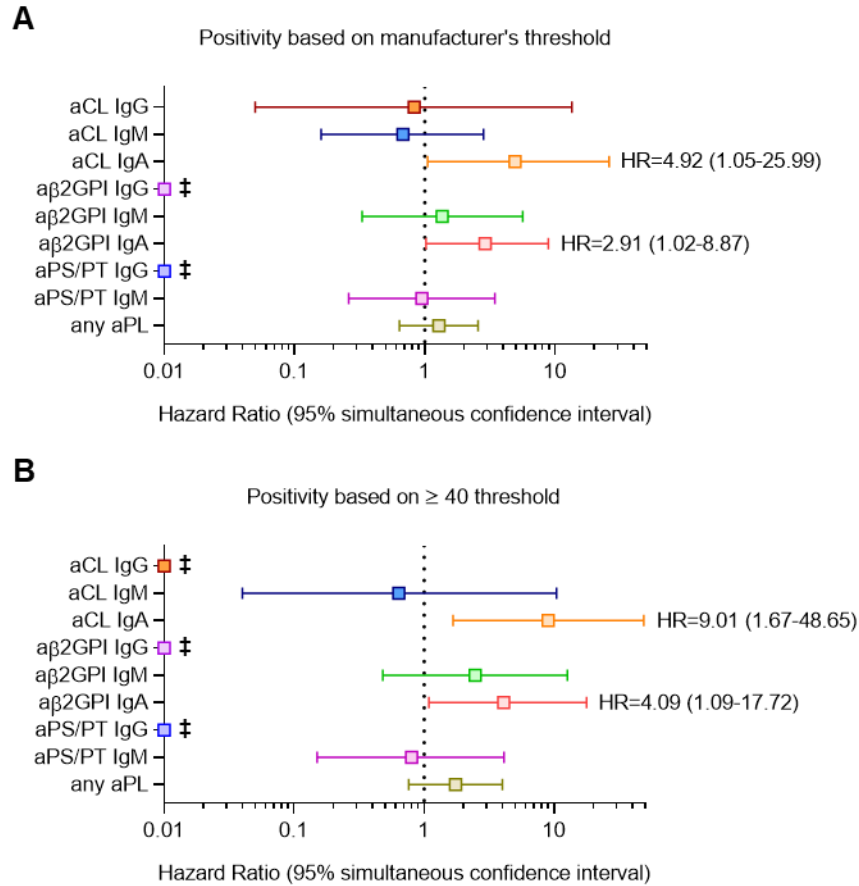 A
Positivity based on manufacturer's threshold
aCL IgG
aCL IgM
aCL IgA
HR=4.92 (1.05-25.99)
aβ2GPI IgG ‡
aβ2GPI IgM
aβ2GPI IgA
HR=2.91 (1.02-8.87)
aPS/PT IgG ‡
aPS/PT IgM
any aPL
0.01 0.1 1 10
Hazard Ratio (95% simultaneous confidence interval)
B
Positivity based on ≥ 40 threshold
aCL IgG ‡
aCL IgM
aCL IgA
HR=9.01 (1.67-48.65)
aβ2GPI IgG ‡
aβ2GPI IgM
aβ2GPI IgA
HR=4.09 (1.09-17.72)
aPS/PT IgG ‡
aPS/PT IgM
any aPL
0.01 0.1 1 10
Hazard Ratio (95% simultaneous confidence interval)